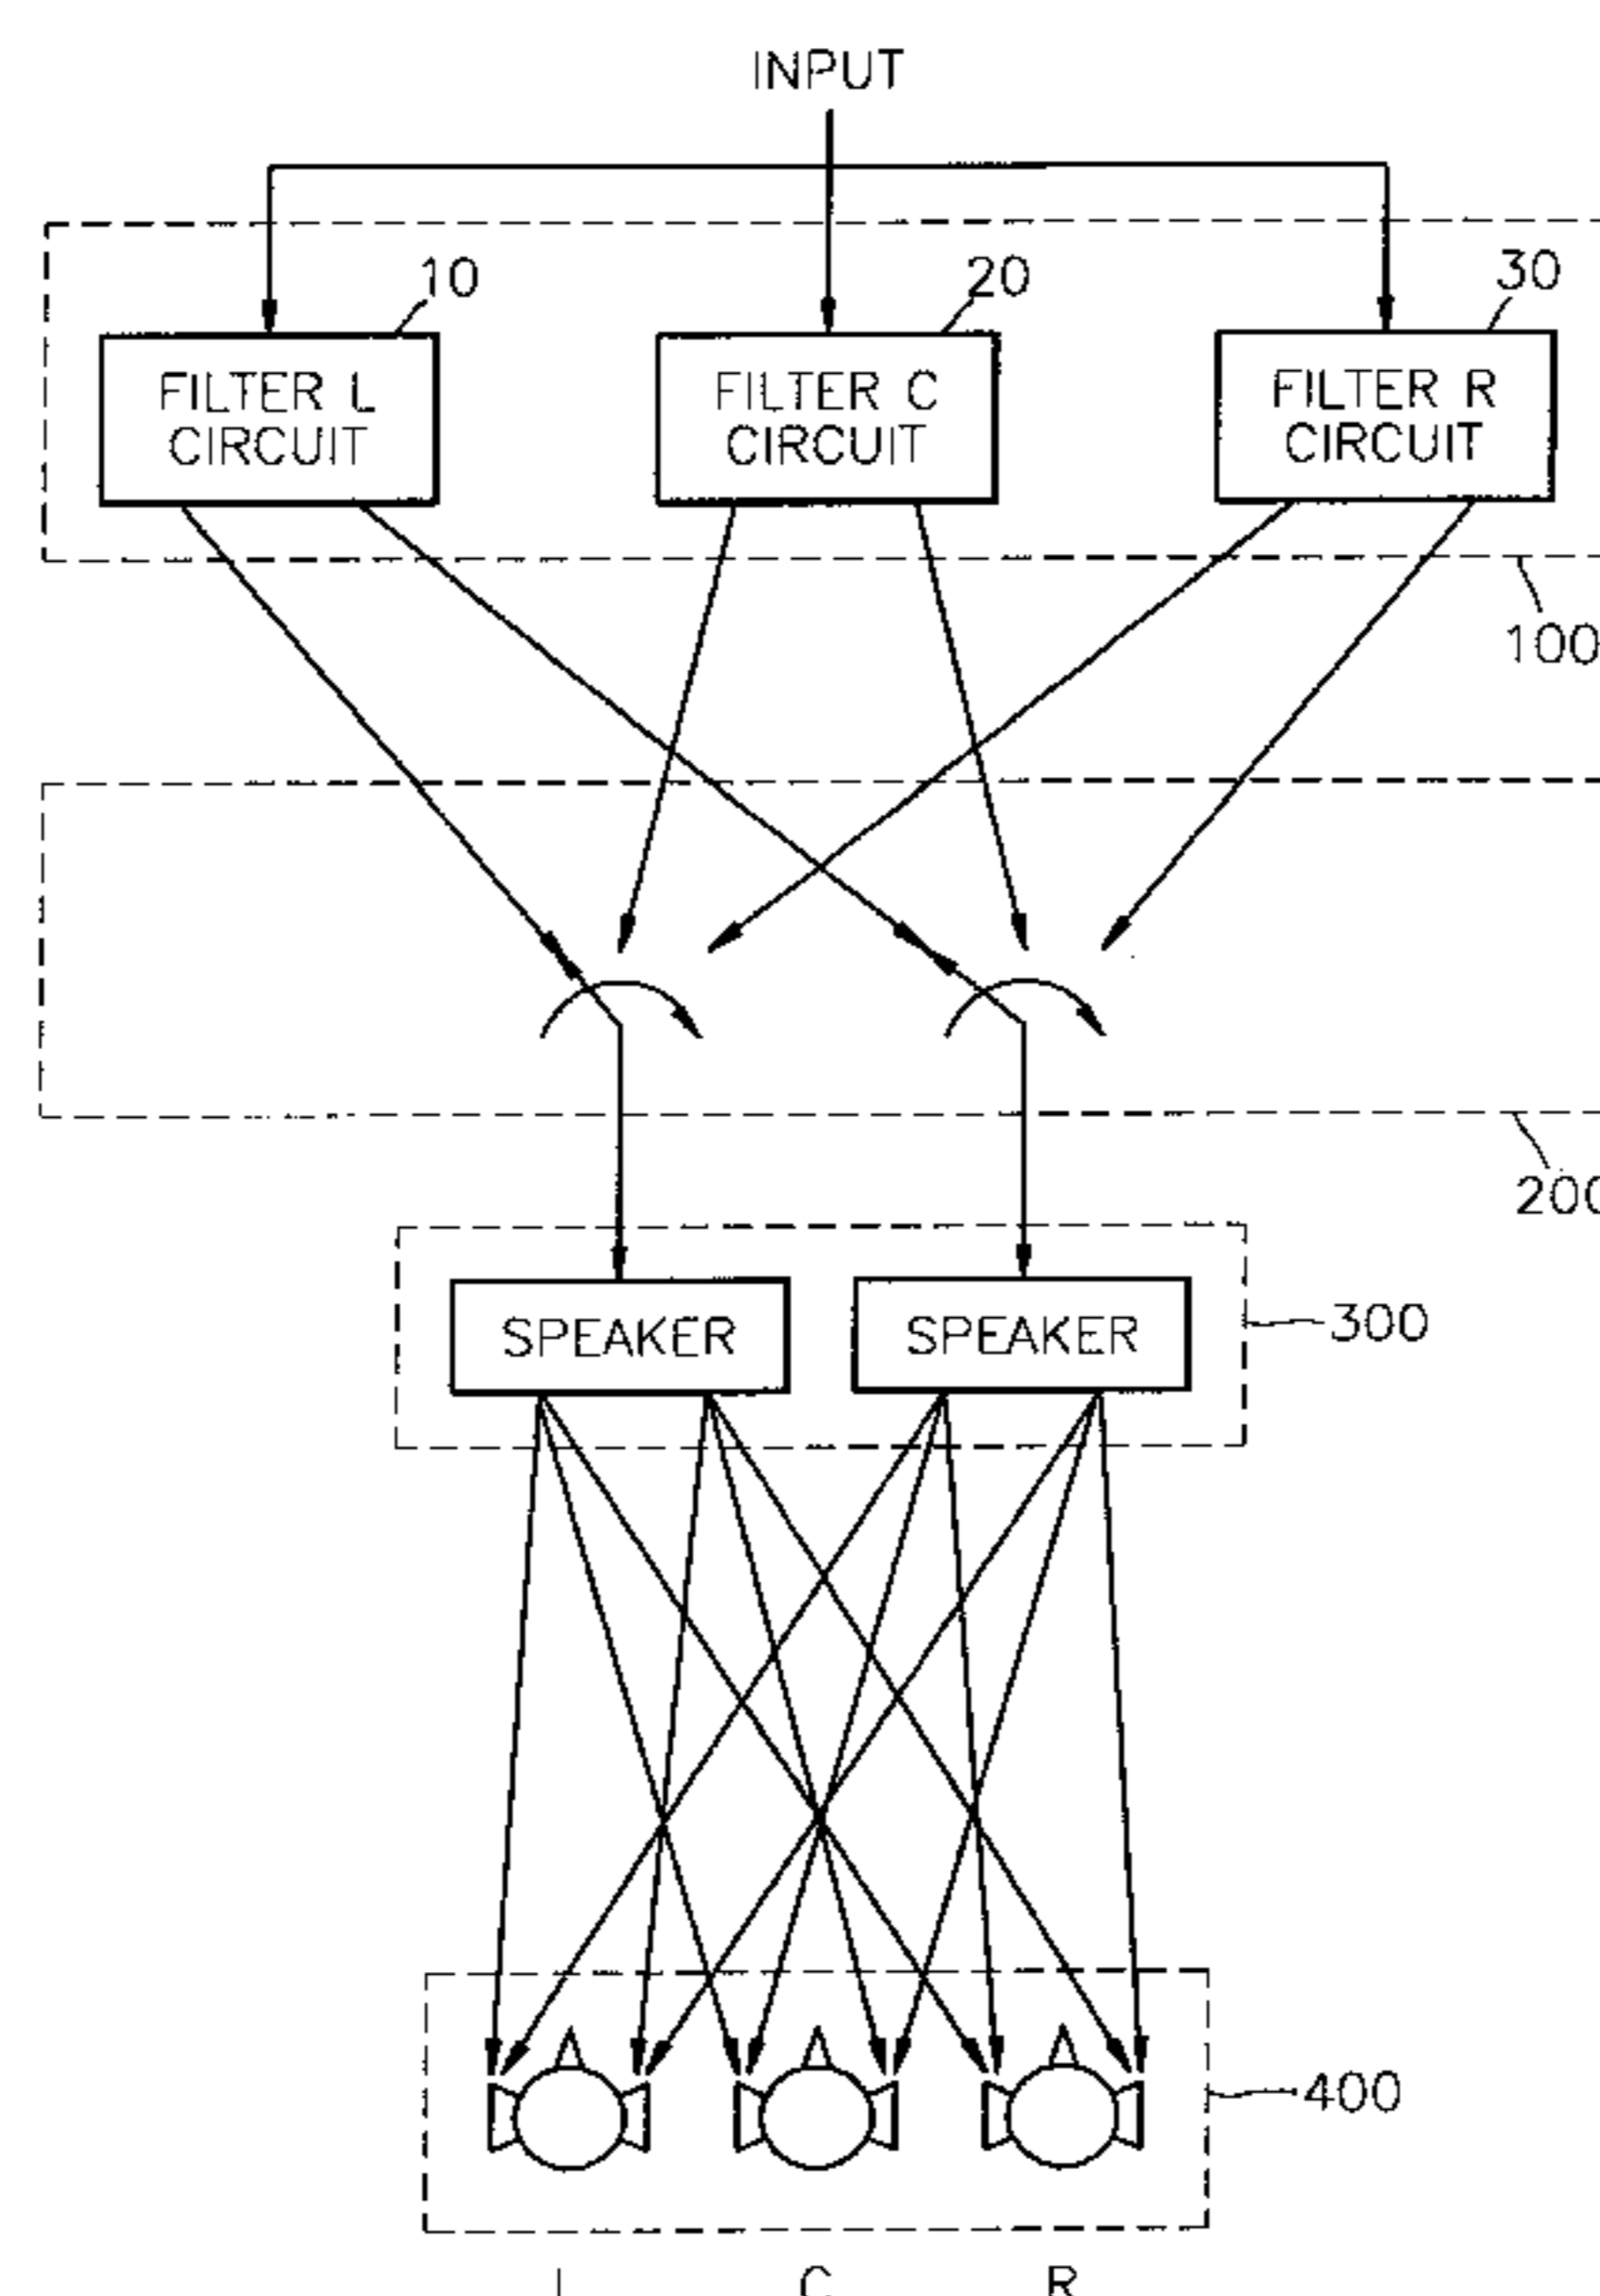 INPUT
10
20
30
FILTER L
CIRCUIT
FILTER C
CIRCUIT
FILTER R
CIRCUIT
100
200
SPEAKER
SPEAKER
300
400
L
C
R